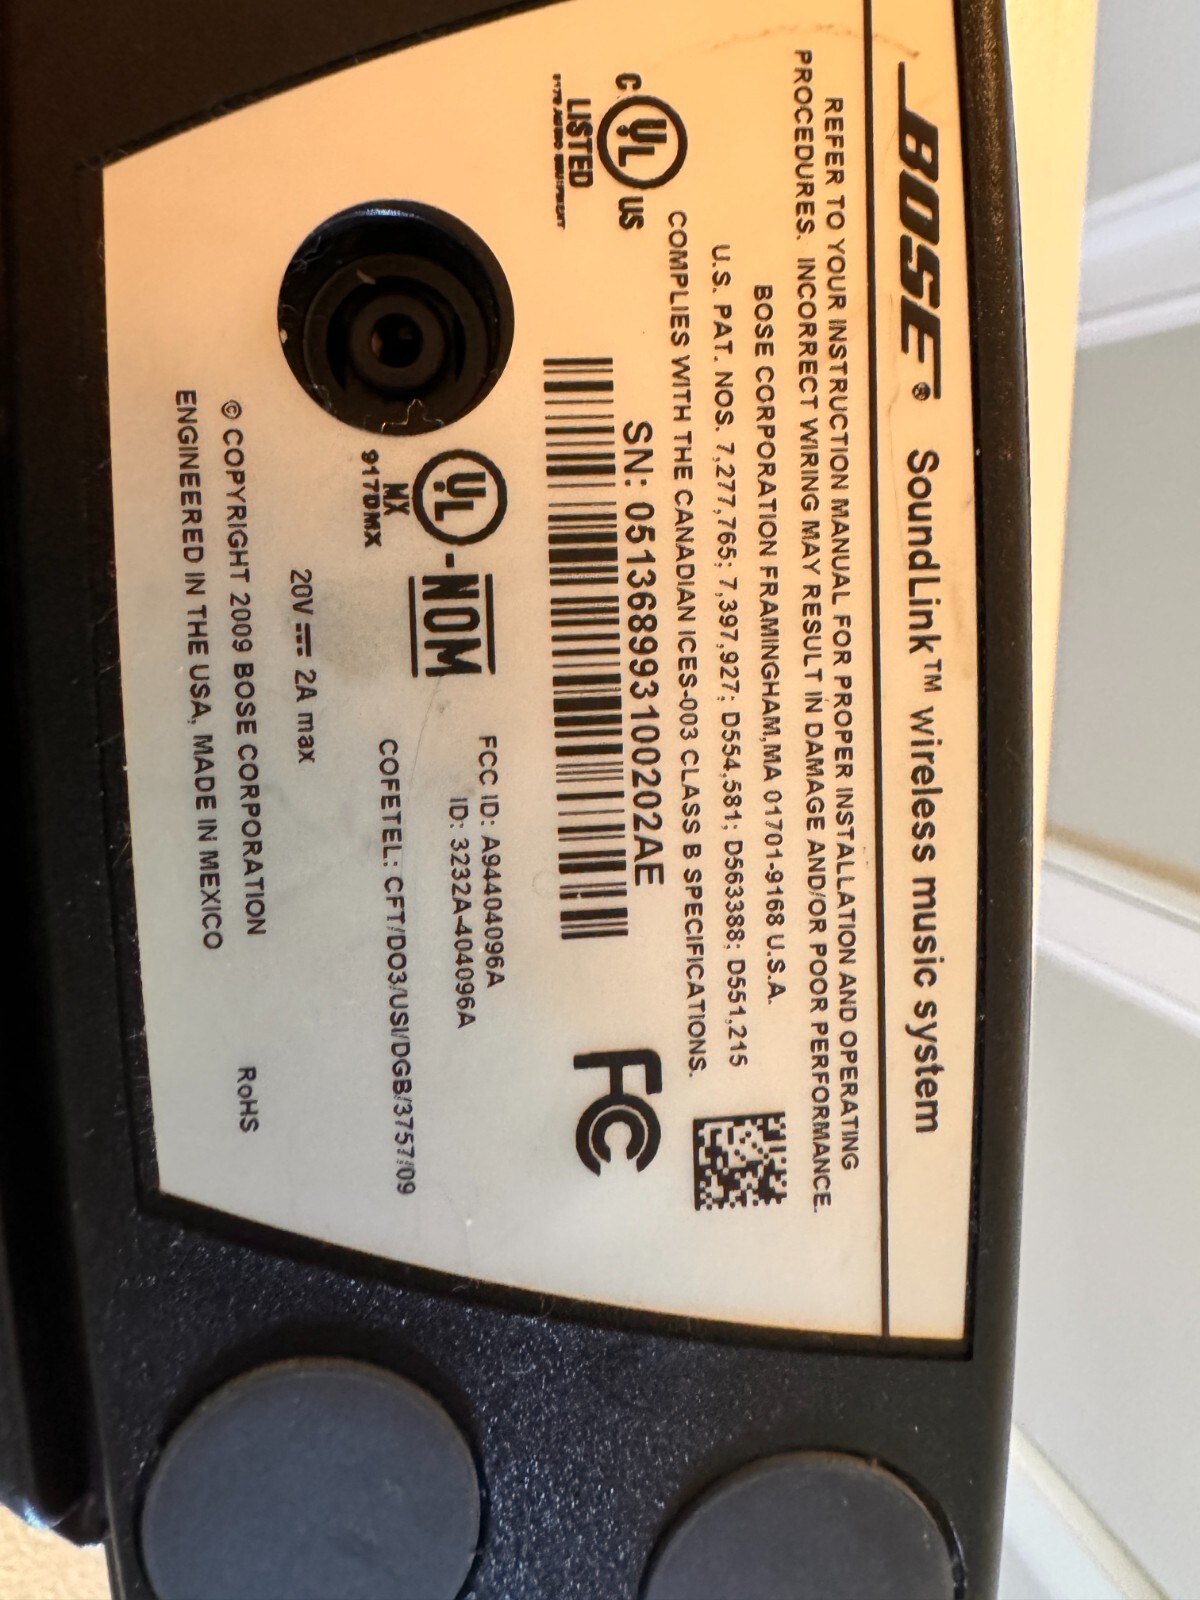 BOSE® SoundLink™ wireless music system
REFER TO YOUR INSTRUCTION MANUAL FOR PROPER INSTALLATION AND OPERATING
PROCEDURES. INCORRECT WIRING MAY RESULT IN DAMAGE AND/OR POOR PERFORMANCE.
BOSE CORPORATION FRAMINGHAM, MA 01701-9168 U.S.A.
U.S. PAT. NOS. 7,277,765; 7,397,927; D554,581; D563388; D551,215
COMPLIES WITH THE CANADIAN ICES-003 CLASS B SPECIFICATIONS.
C UL US
LISTED
SN: 051368993100202AE
FC
UL-NOM
MX
917DMX
FCC ID: A94404096A
ID: 3232A-404096A
COFETEL: CFT/DO3/USI/DGB/3757/09
20V ⎓ 2A max
© COPYRIGHT 2009 BOSE CORPORATION
RoHS
ENGINEERED IN THE USA, MADE IN MEXICO